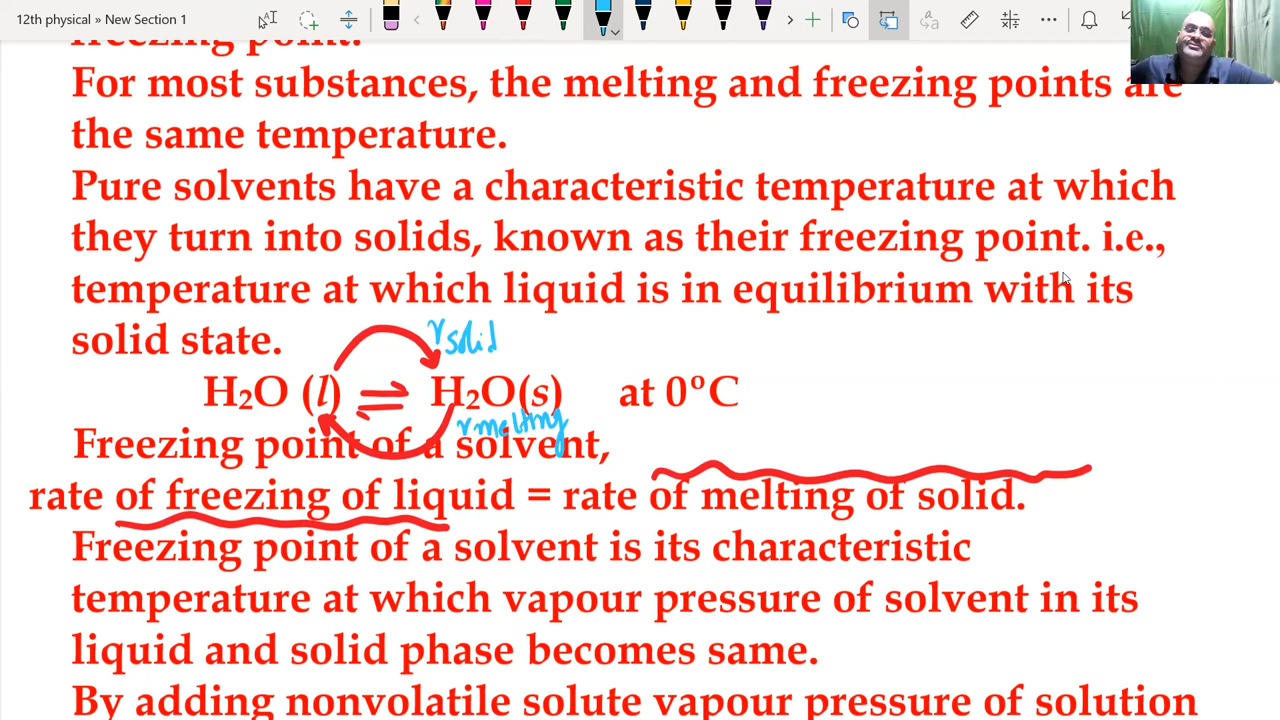 12th physical » New Section 1
freezing point.
For most substances, the melting and freezing points are
the same temperature.
Pure solvents have a characteristic temperature at which
they turn into solids, known as their freezing point. i.e.,
temperature at which liquid is in equilibrium with its
solid state.
rsolid
H₂O (l) ⇌ H₂O(s) at 0ºC
rmelting
Freezing point of a solvent,
rate of freezing of liquid = rate of melting of solid.
Freezing point of a solvent is its characteristic
temperature at which vapour pressure of solvent in its
liquid and solid phase becomes same.
By adding nonvolatile solute vapour pressure of solution